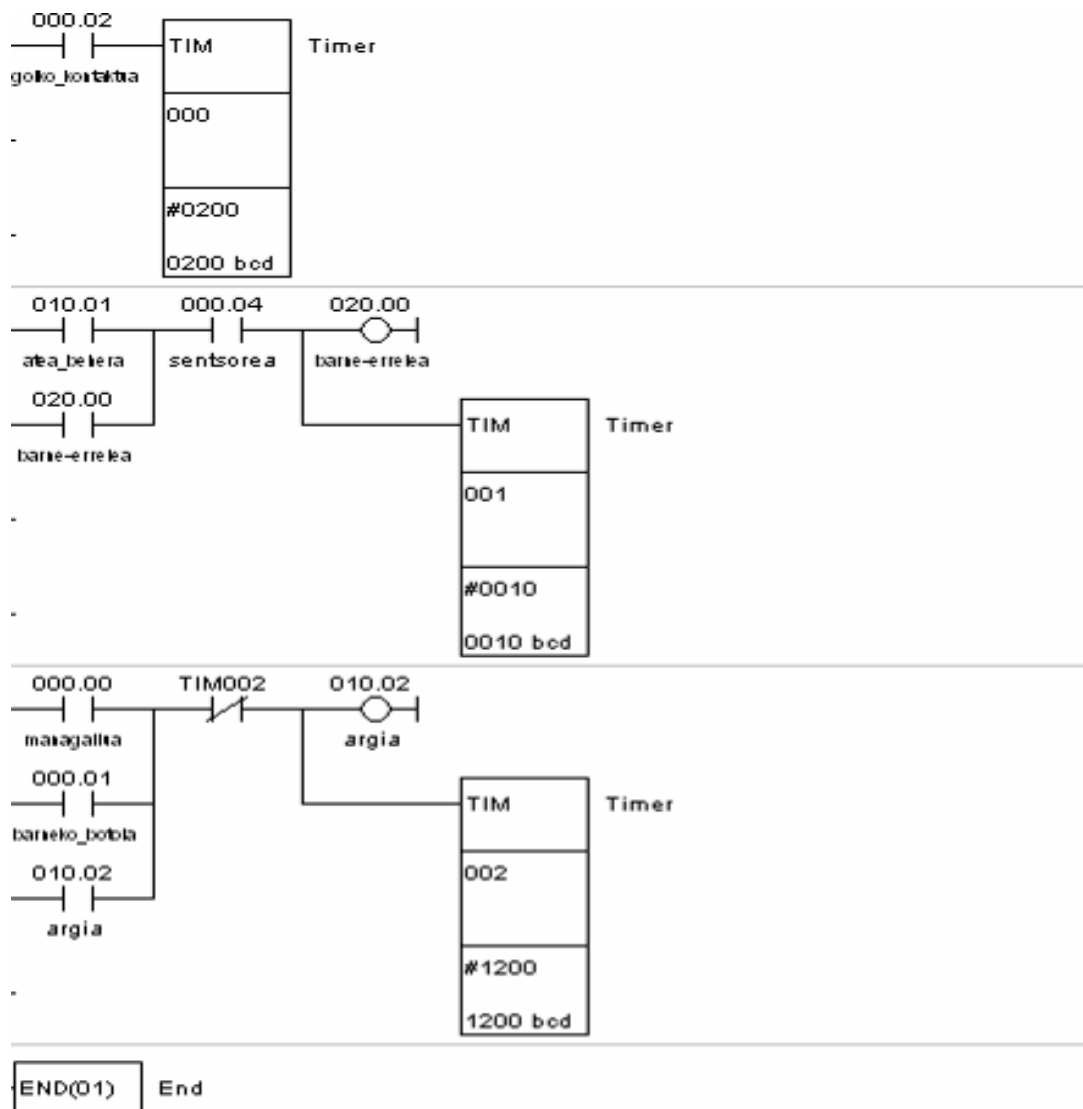 000.02
TIM Timer
golko_kontaktua
000
#0200
0200 bcd
010.01 000.04 020.00
atea_behera sentsorea barne-errelea
020.00
TIM Timer
barne-errelea
001
#0010
0010 bcd
000.00 TIM002 010.02
argia
000.01
TIM Timer
barneko_botoia
010.02
002
argia
#1200
1200 bcd
END(01) End